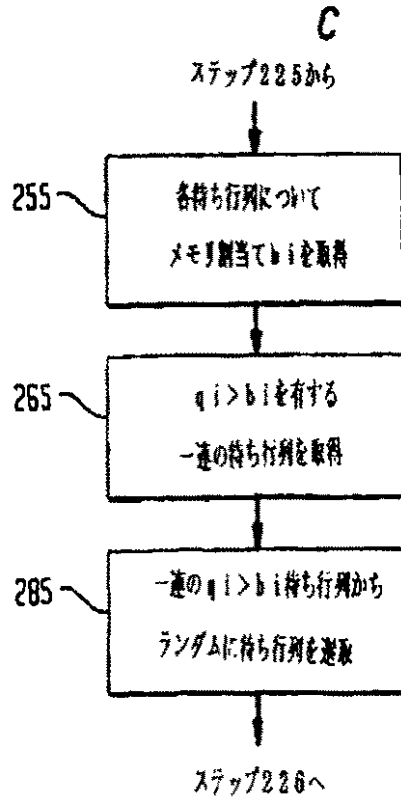 C
ステップ225から
255
各待ち行列について
メモリ割当てbiを取得
265
qi>biを有する
一連の待ち行列を取得
285
一連のqi>bi待ち行列から
ランダムに待ち行列を選取
ステップ226へ